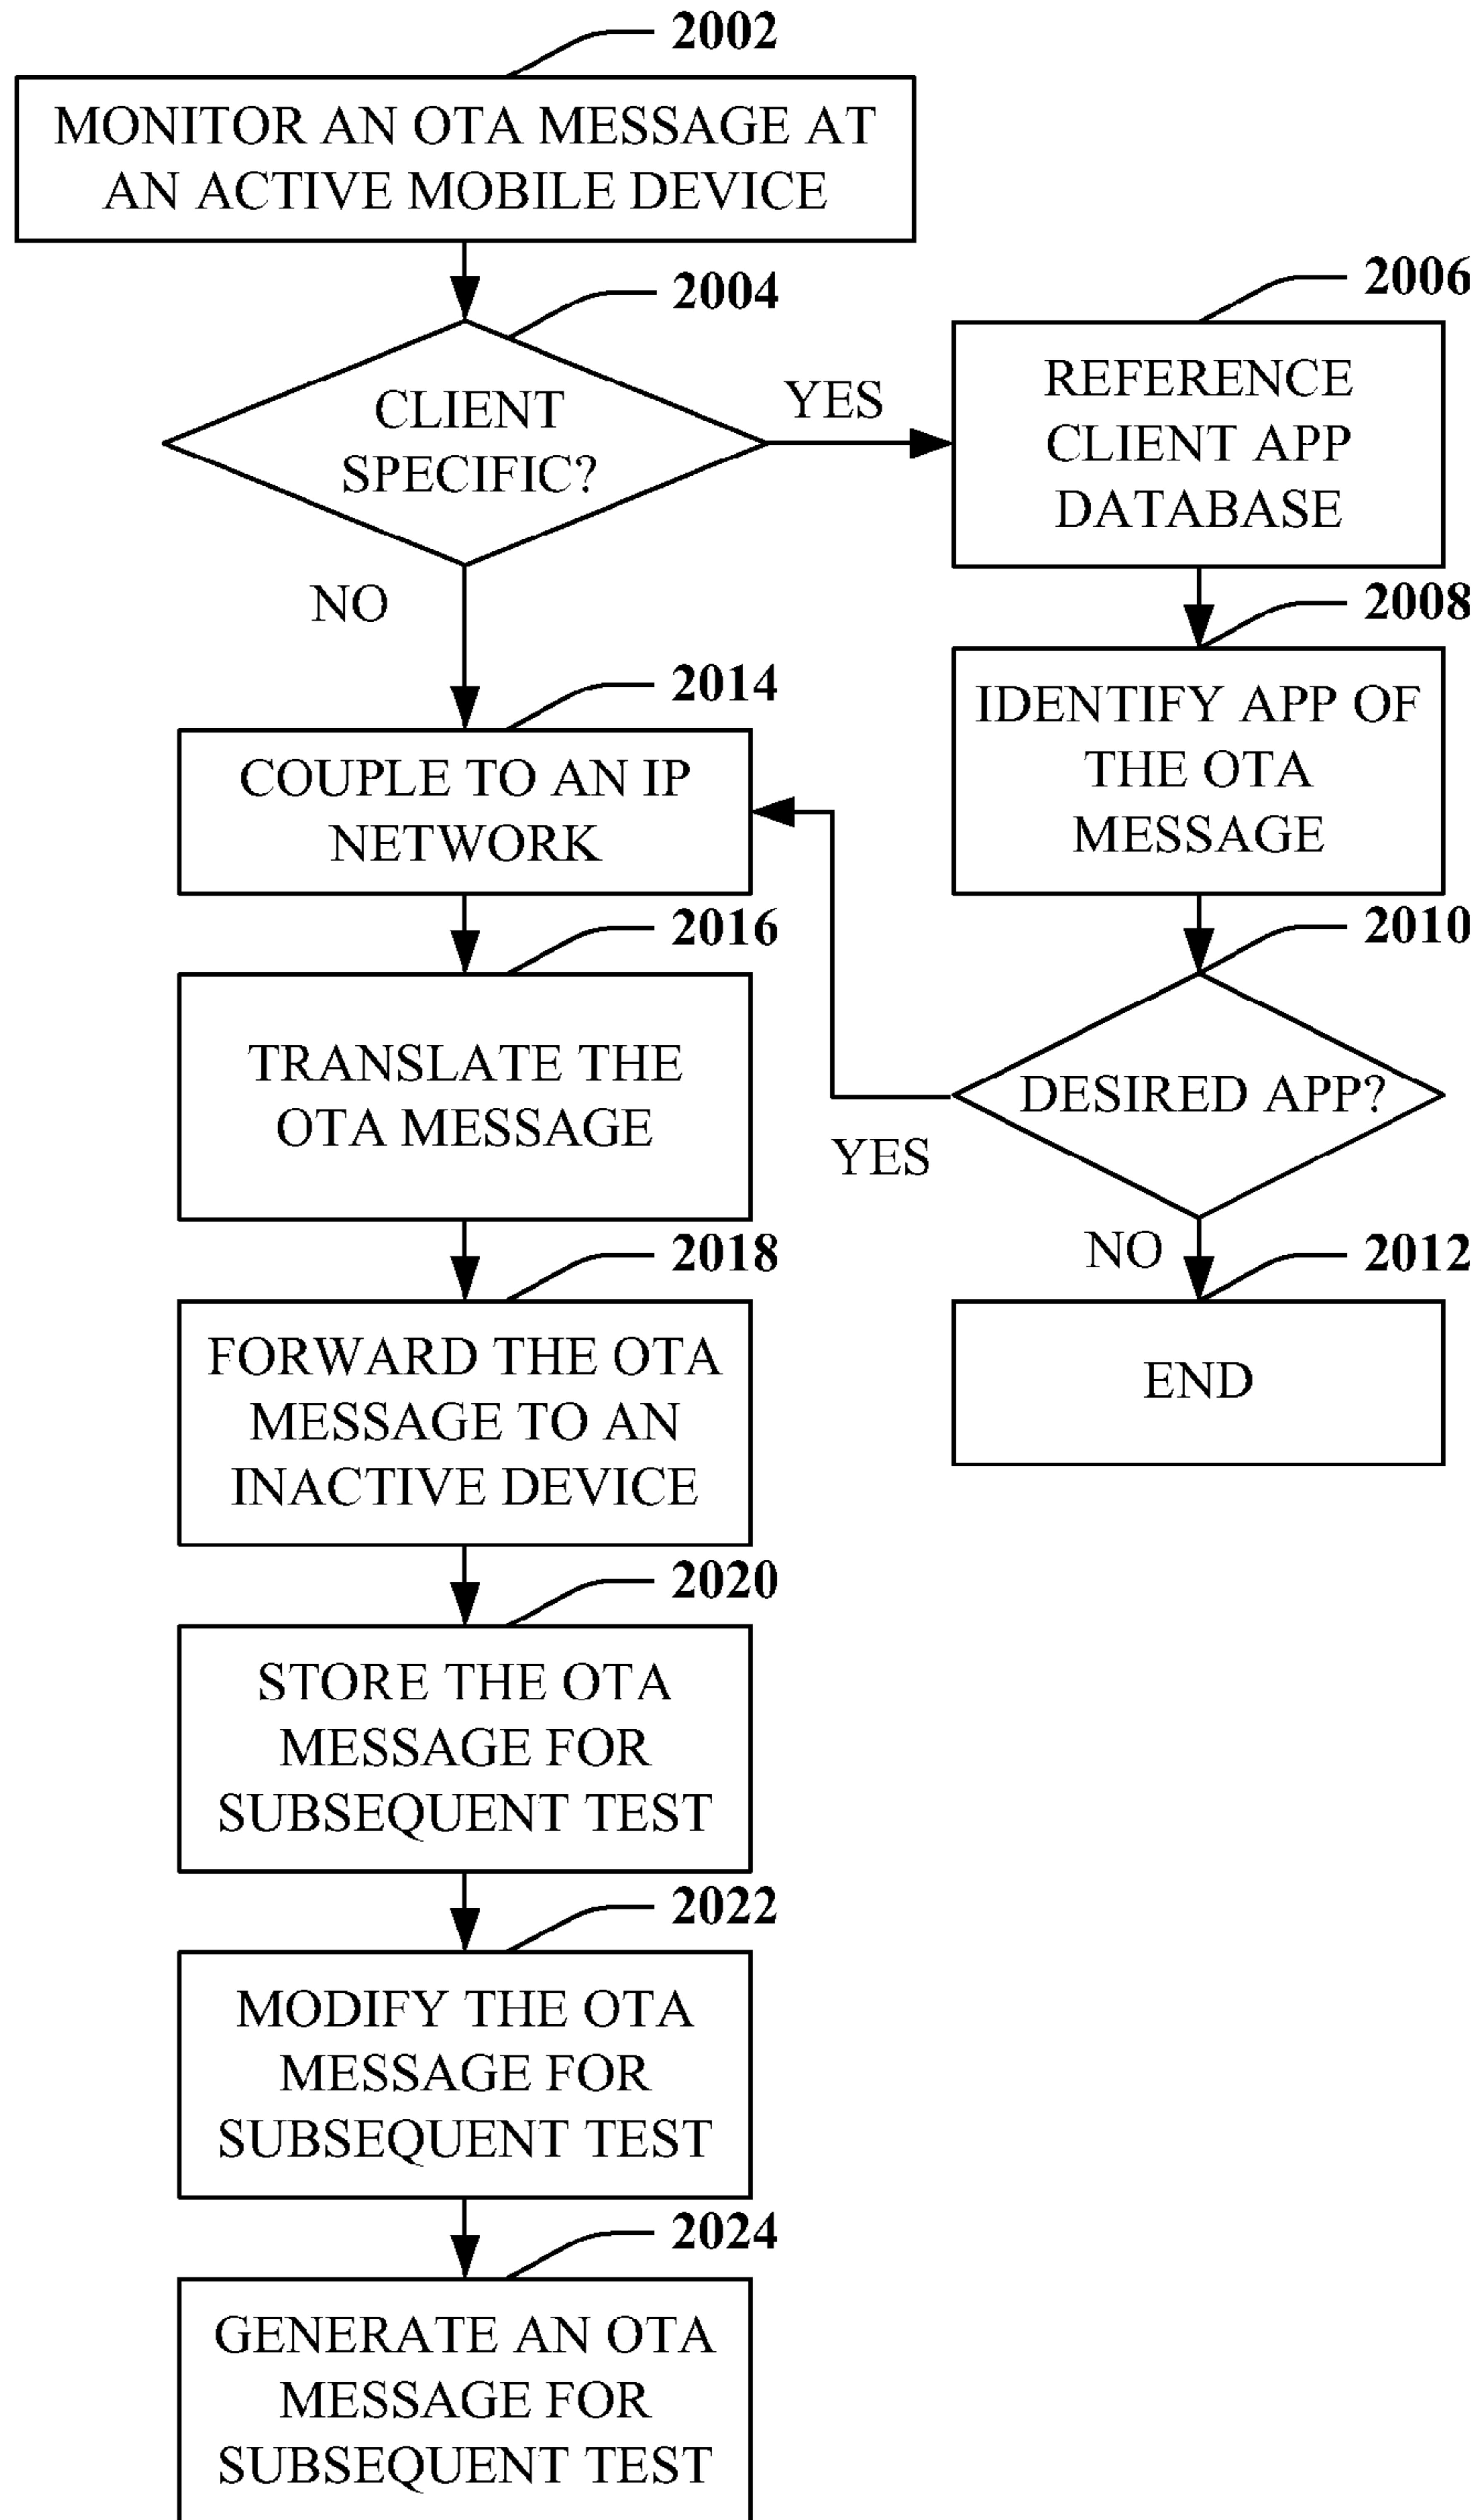 2002
MONITOR AN OTA MESSAGE AT
AN ACTIVE MOBILE DEVICE
2004
CLIENT
SPECIFIC?
YES
NO
2006
REFERENCE
CLIENT APP
DATABASE
2008
IDENTIFY APP OF
THE OTA
MESSAGE
2010
DESIRED APP?
YES
NO
2012
END
2014
COUPLE TO AN IP
NETWORK
2016
TRANSLATE THE
OTA MESSAGE
2018
FORWARD THE OTA
MESSAGE TO AN
INACTIVE DEVICE
2020
STORE THE OTA
MESSAGE FOR
SUBSEQUENT TEST
2022
MODIFY THE OTA
MESSAGE FOR
SUBSEQUENT TEST
2024
GENERATE AN OTA
MESSAGE FOR
SUBSEQUENT TEST